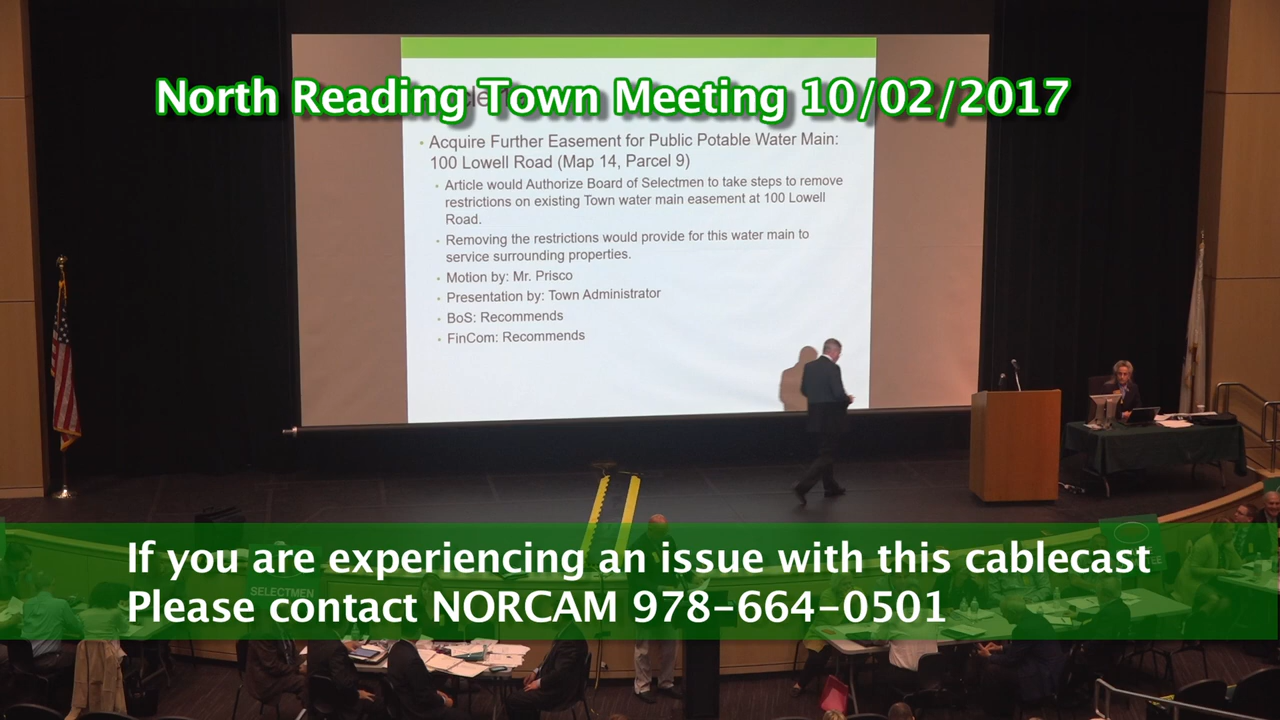 North Reading Town Meeting 10/02/2017
Acquire Further Easement for Public Potable Water Main:
100 Lowell Road (Map 14, Parcel 9)
Article would Authorize Board of Selectmen to take steps to remove
restrictions on existing Town water main easement at 100 Lowell
Road.
Removing the restrictions would provide for this water main to
service surrounding properties.
Motion by: Mr. Prisco
Presentation by: Town Administrator
BoS: Recommends
FinCom: Recommends
If you are experiencing an issue with this cablecast
SELECTMEN
Please contact NORCAM 978-664-0501